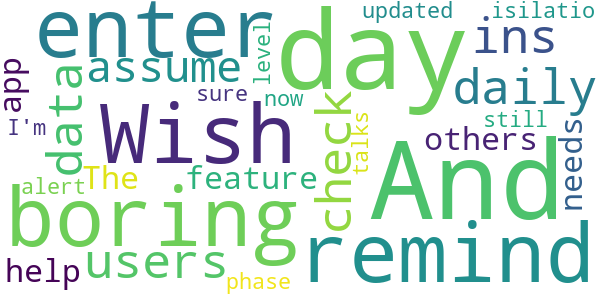 enter
day
updated
isilatio
ins
app
data
assume
level
daily
I'm
sure
now
Wish
check
talks
others
still
needs
And
alert
The
feature
boring
remind
help
users
phase